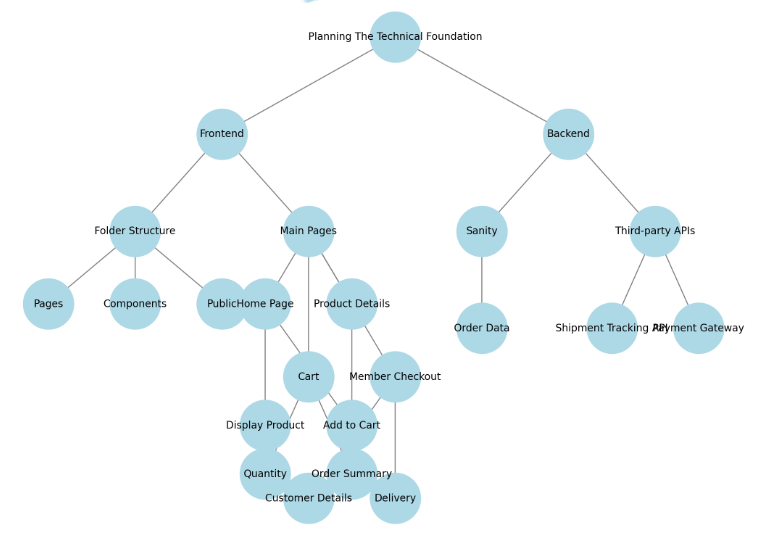 Planning The Technical Foundation
Frontend
Backend
Folder Structure
Main Pages
Sanity
Third-party APIs
Pages
Components
Public
Home Page
Product Details
Order Data
Shipment Tracking API
Payment Gateway
Cart
Member Checkout
Display Product
Add to Cart
Quantity
Order Summary
Customer Details
Delivery